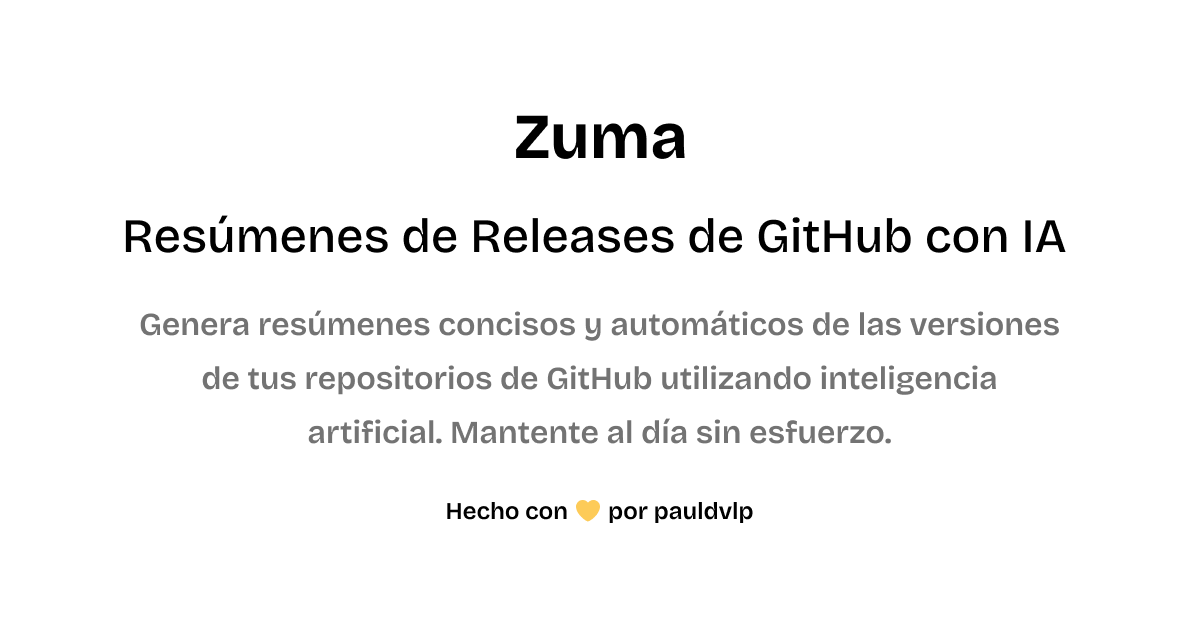 Zuma
Resúmenes de Releases de GitHub con IA
Genera resúmenes concisos y automáticos de las versiones
de tus repositorios de GitHub utilizando inteligencia
artificial. Mantente al día sin esfuerzo.
Hecho con 💛 por pauldvlp